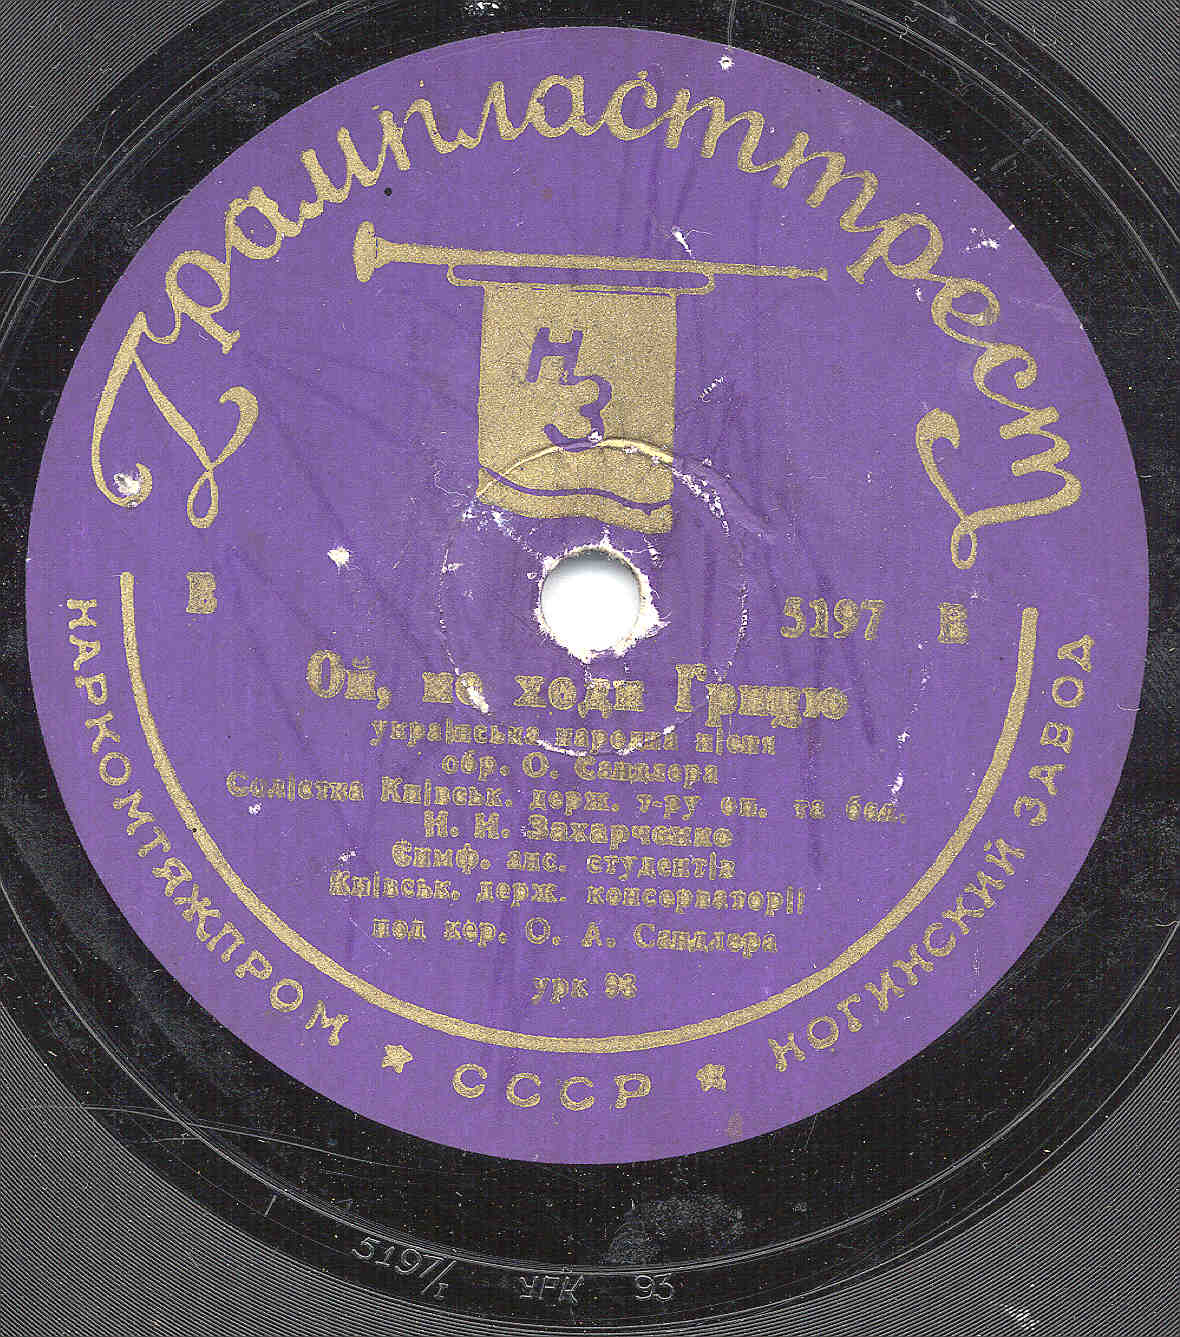 Грампласттрест
НЗ
В 5197 В
Ой, не ходи Грицю
українська народна пісня
обр. О. Сандлера
Солістка Київськ. держ. т-ру оп. та бал.
Н. И. Захарченко
Симф. анс. студентів
Київськ. держ. консерваторії
под кер. О. А. Сандлера
урк 93
НАРКОМТЯЖПРОМ ★ СССР ★ НОГИНСКИЙ ЗАВОД
5197/I УРК 93